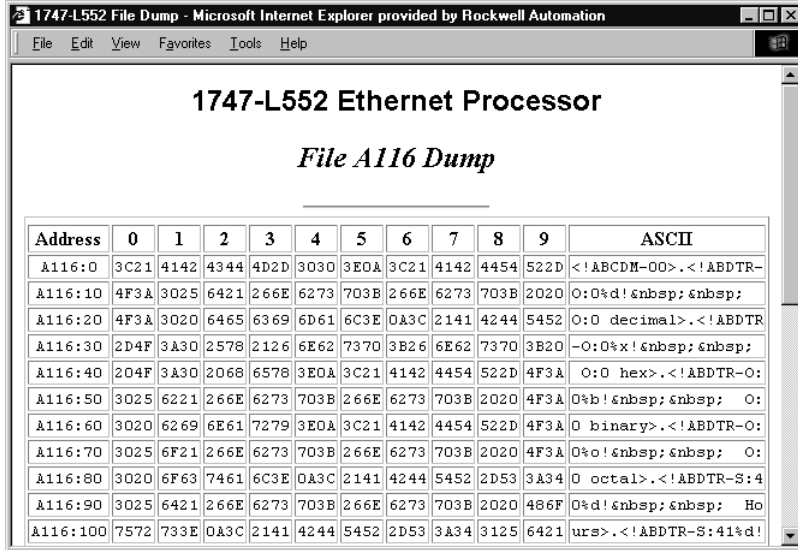 1747-L552 File Dump - Microsoft Internet Explorer provided by Rockwell Automation
File Edit View Favorites Tools Help
1747-L552 Ethernet Processor
File A116 Dump
Address 0 1 2 3 4 5 6 7 8 9 ASCII
A116:0 3C21 4142 4344 4D2D 3030 3E0A 3C21 4142 4454 522D <!ABCDM-00>.<!ABDTR-
A116:10 4F3A 3025 6421 266E 6273 703B 266E 6273 703B 2020 O:0%d!&nbsp;&nbsp;
A116:20 4F3A 3020 6465 6369 6D61 6C3E 0A3C 2141 4244 5452 O:0 decimal>.<!ABDTR
A116:30 2D4F 3A30 2578 2126 6E62 7370 3B26 6E62 7370 3B20 -O:0%x!&nbsp;&nbsp;
A116:40 204F 3A30 2068 6578 3E0A 3C21 4142 4454 522D 4F3A O:0 hex>.<!ABDTR-O:
A116:50 3025 6221 266E 6273 703B 266E 6273 703B 2020 4F3A 0%b!&nbsp;&nbsp; O:
A116:60 3020 6269 6E61 7279 3E0A 3C21 4142 4454 522D 4F3A 0 binary>.<!ABDTR-O:
A116:70 3025 6F21 266E 6273 703B 266E 6273 703B 2020 4F3A 0%o!&nbsp;&nbsp; O:
A116:80 3020 6F63 7461 6C3E 0A3C 2141 4244 5452 2D53 3A34 0 octal>.<!ABDTR-S:4
A116:90 3025 6421 266E 6273 703B 266E 6273 703B 2020 486F 0%d!&nbsp;&nbsp; Ho
A116:100 7572 733E 0A3C 2141 4244 5452 2D53 3A34 3125 6421 urs>.<!ABDTR-S:41%d!